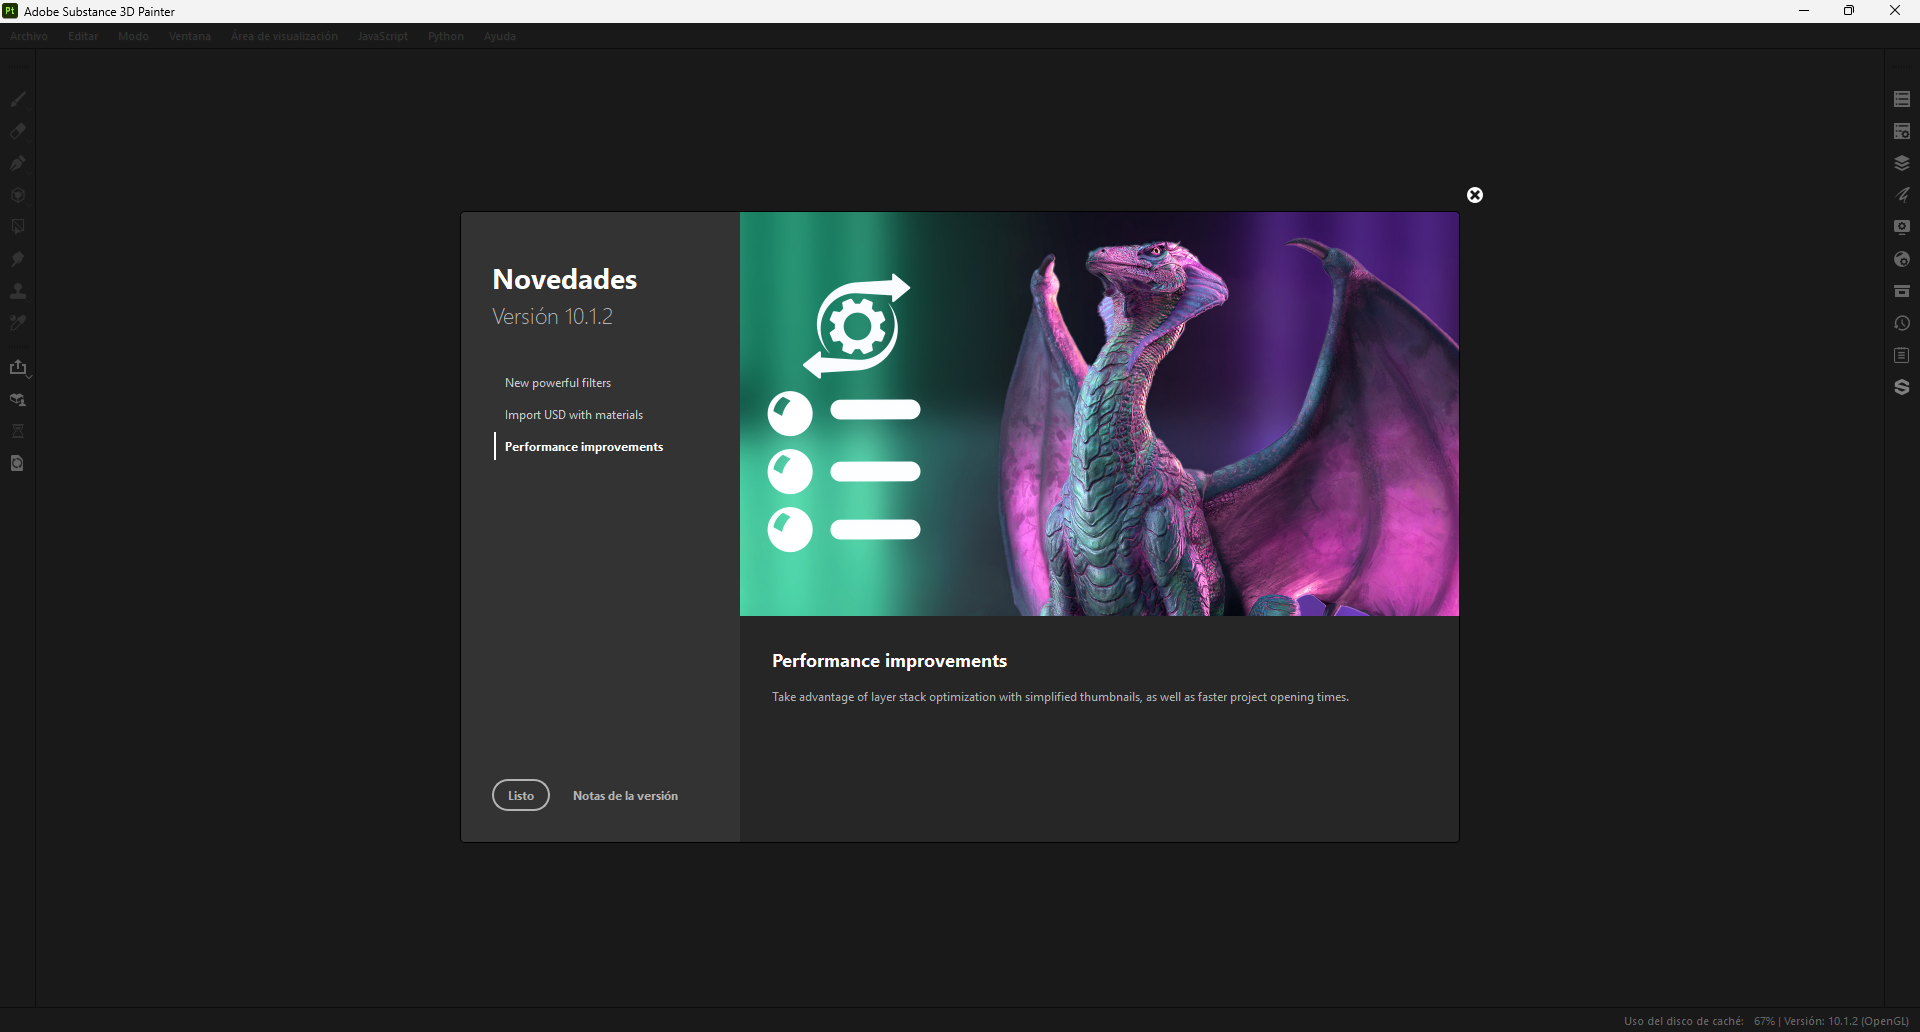 Pt Adobe Substance 3D Painter
Archivo Editar Modo Ventana Área de visualización JavaScript Python Ayuda
Novedades
Versión 10.1.2
New powerful filters
Import USD with materials
Performance improvements
Performance improvements
Take advantage of layer stack optimization with simplified thumbnails, as well as faster project opening times.
Listo Notas de la versión
Uso del disco de caché: 67% | Versión: 10.1.2 (OpenGL)